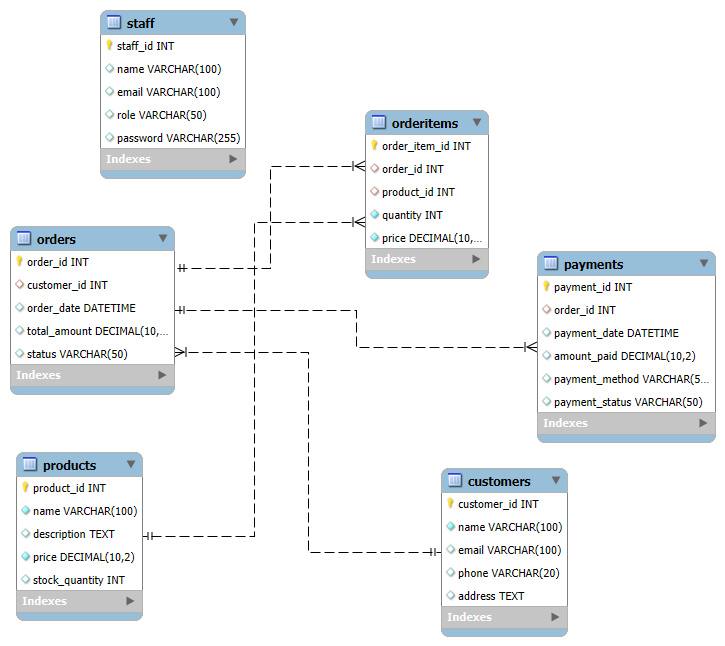 staff
staff_id INT
name VARCHAR(100)
email VARCHAR(100)
role VARCHAR(50)
password VARCHAR(255)
Indexes
orderitems
order_item_id INT
order_id INT
product_id INT
quantity INT
price DECIMAL(10,...
Indexes
orders
order_id INT
customer_id INT
order_date DATETIME
total_amount DECIMAL(10,...
status VARCHAR(50)
Indexes
payments
payment_id INT
order_id INT
payment_date DATETIME
amount_paid DECIMAL(10,2)
payment_method VARCHAR(5...
payment_status VARCHAR(50)
Indexes
products
product_id INT
name VARCHAR(100)
description TEXT
price DECIMAL(10,2)
stock_quantity INT
Indexes
customers
customer_id INT
name VARCHAR(100)
email VARCHAR(100)
phone VARCHAR(20)
address TEXT
Indexes